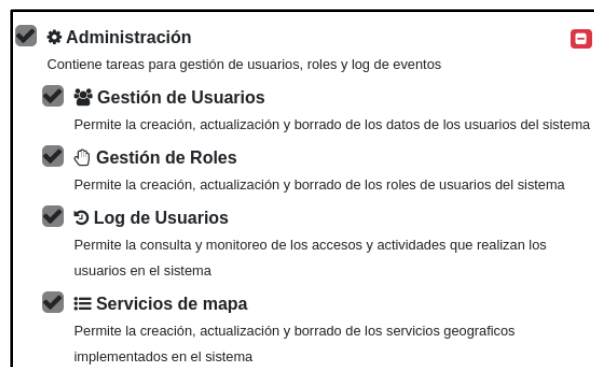 Administración
Contiene tareas para gestión de usuarios, roles y log de eventos
Gestión de Usuarios
Permite la creación, actualización y borrado de los datos de los usuarios del sistema
Gestión de Roles
Permite la creación, actualización y borrado de los roles de usuarios del sistema
Log de Usuarios
Permite la consulta y monitoreo de los accesos y actividades que realizan los
usuarios en el sistema
Servicios de mapa
Permite la creación, actualización y borrado de los servicios geograficos
implementados en el sistema